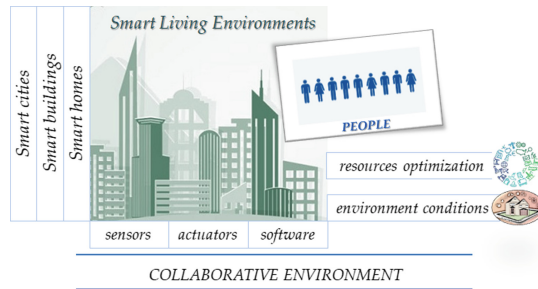 Smart Living Environments
Smart cities
Smart buildings
Smart homes
PEOPLE
resources optimization
environment conditions
sensors
actuators
software
COLLABORATIVE ENVIRONMENT